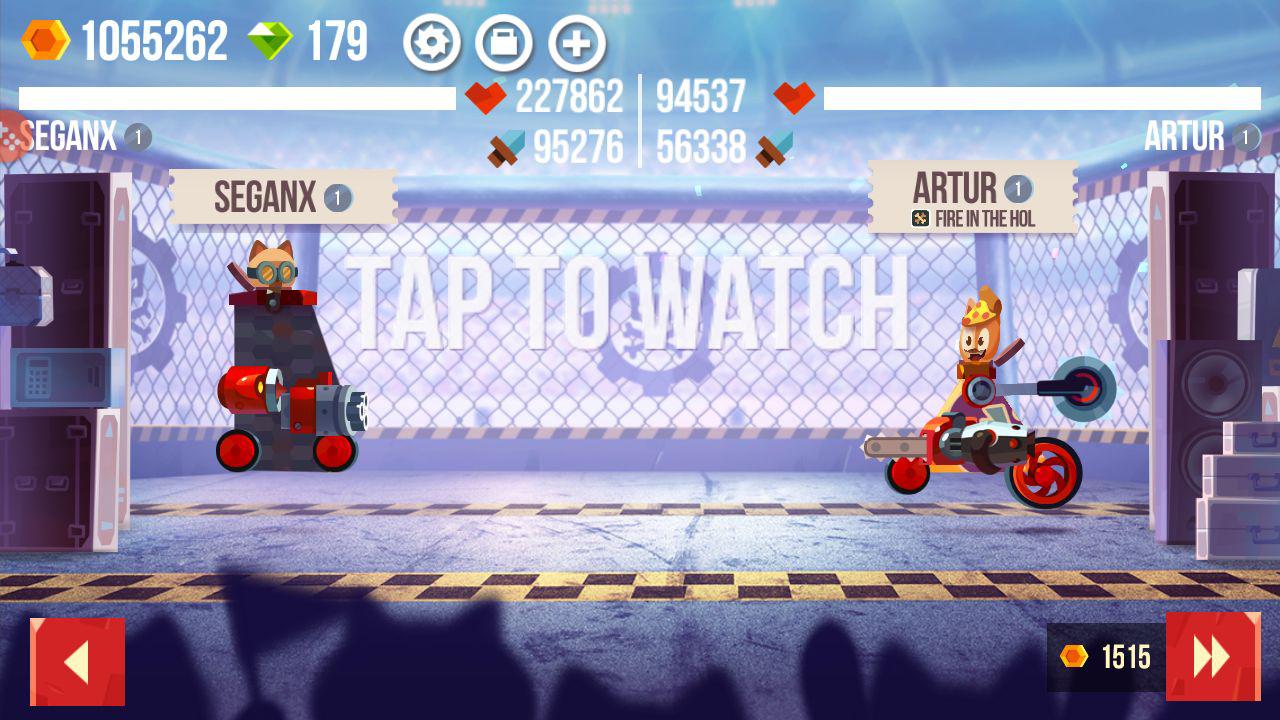 1055262 179
227862 94537
SEGANX 1
ARTUR 1
95276 56338
SEGANX 1
ARTUR 1
FIRE IN THE HOL
TAP TO WATCH
1515